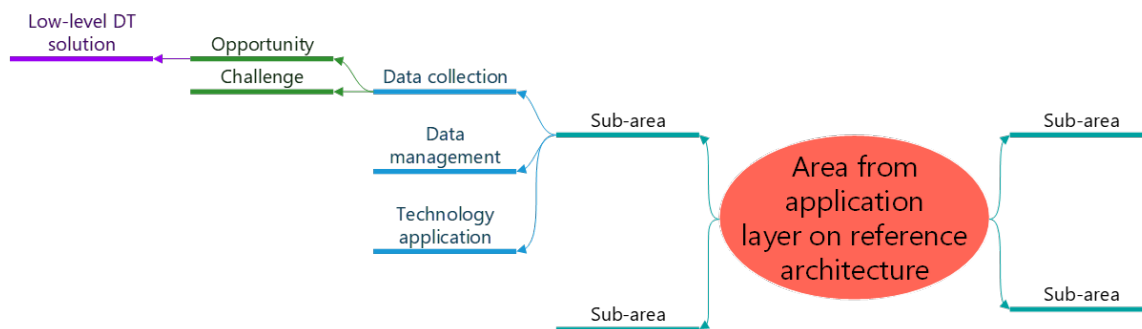 Low-level DT
solution
Opportunity
Challenge
Data collection
Data
management
Technology
application
Sub-area
Sub-area
Area from
application
layer on reference
architecture
Sub-area
Sub-area